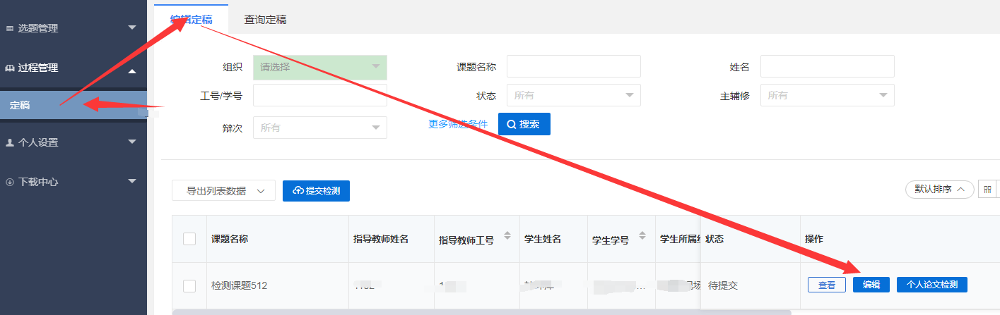 选题管理
过程管理
定稿
个人设置
下载中心
编辑定稿 查询定稿
组织 请选择 课题名称 姓名
工号/学号 状态 所有 主辅修 所有
辩次 所有 更多筛选条件 搜索
导出列表数据 提交检测 默认排序
课题名称 指导教师姓名 指导教师工号 学生姓名 学生学号 学生所属 状态 操作
检测课题512 待提交 查看 编辑 个人论文检测